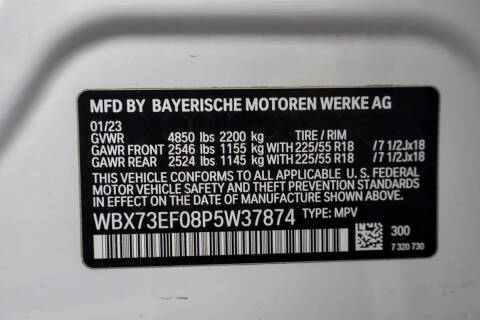 MFD BY BAYERISCHE MOTOREN WERKE AG
01/23
GVWR 4850 lbs 2200 kg TIRE / RIM
GAWR FRONT 2546 lbs 1155 kg WITH 225/55 R18 /7 1/2Jx18
GAWR REAR 2524 lbs 1145 kg WITH 225/55 R18 /7 1/2Jx18
THIS VEHICLE CONFORMS TO ALL APPLICABLE U. S. FEDERAL
MOTOR VEHICLE SAFETY AND THEFT PREVENTION STANDARDS
IN EFFECT ON THE DATE OF MANUFACTURE SHOWN ABOVE.
WBX73EF08P5W37874 TYPE: MPV
300
7 320 730